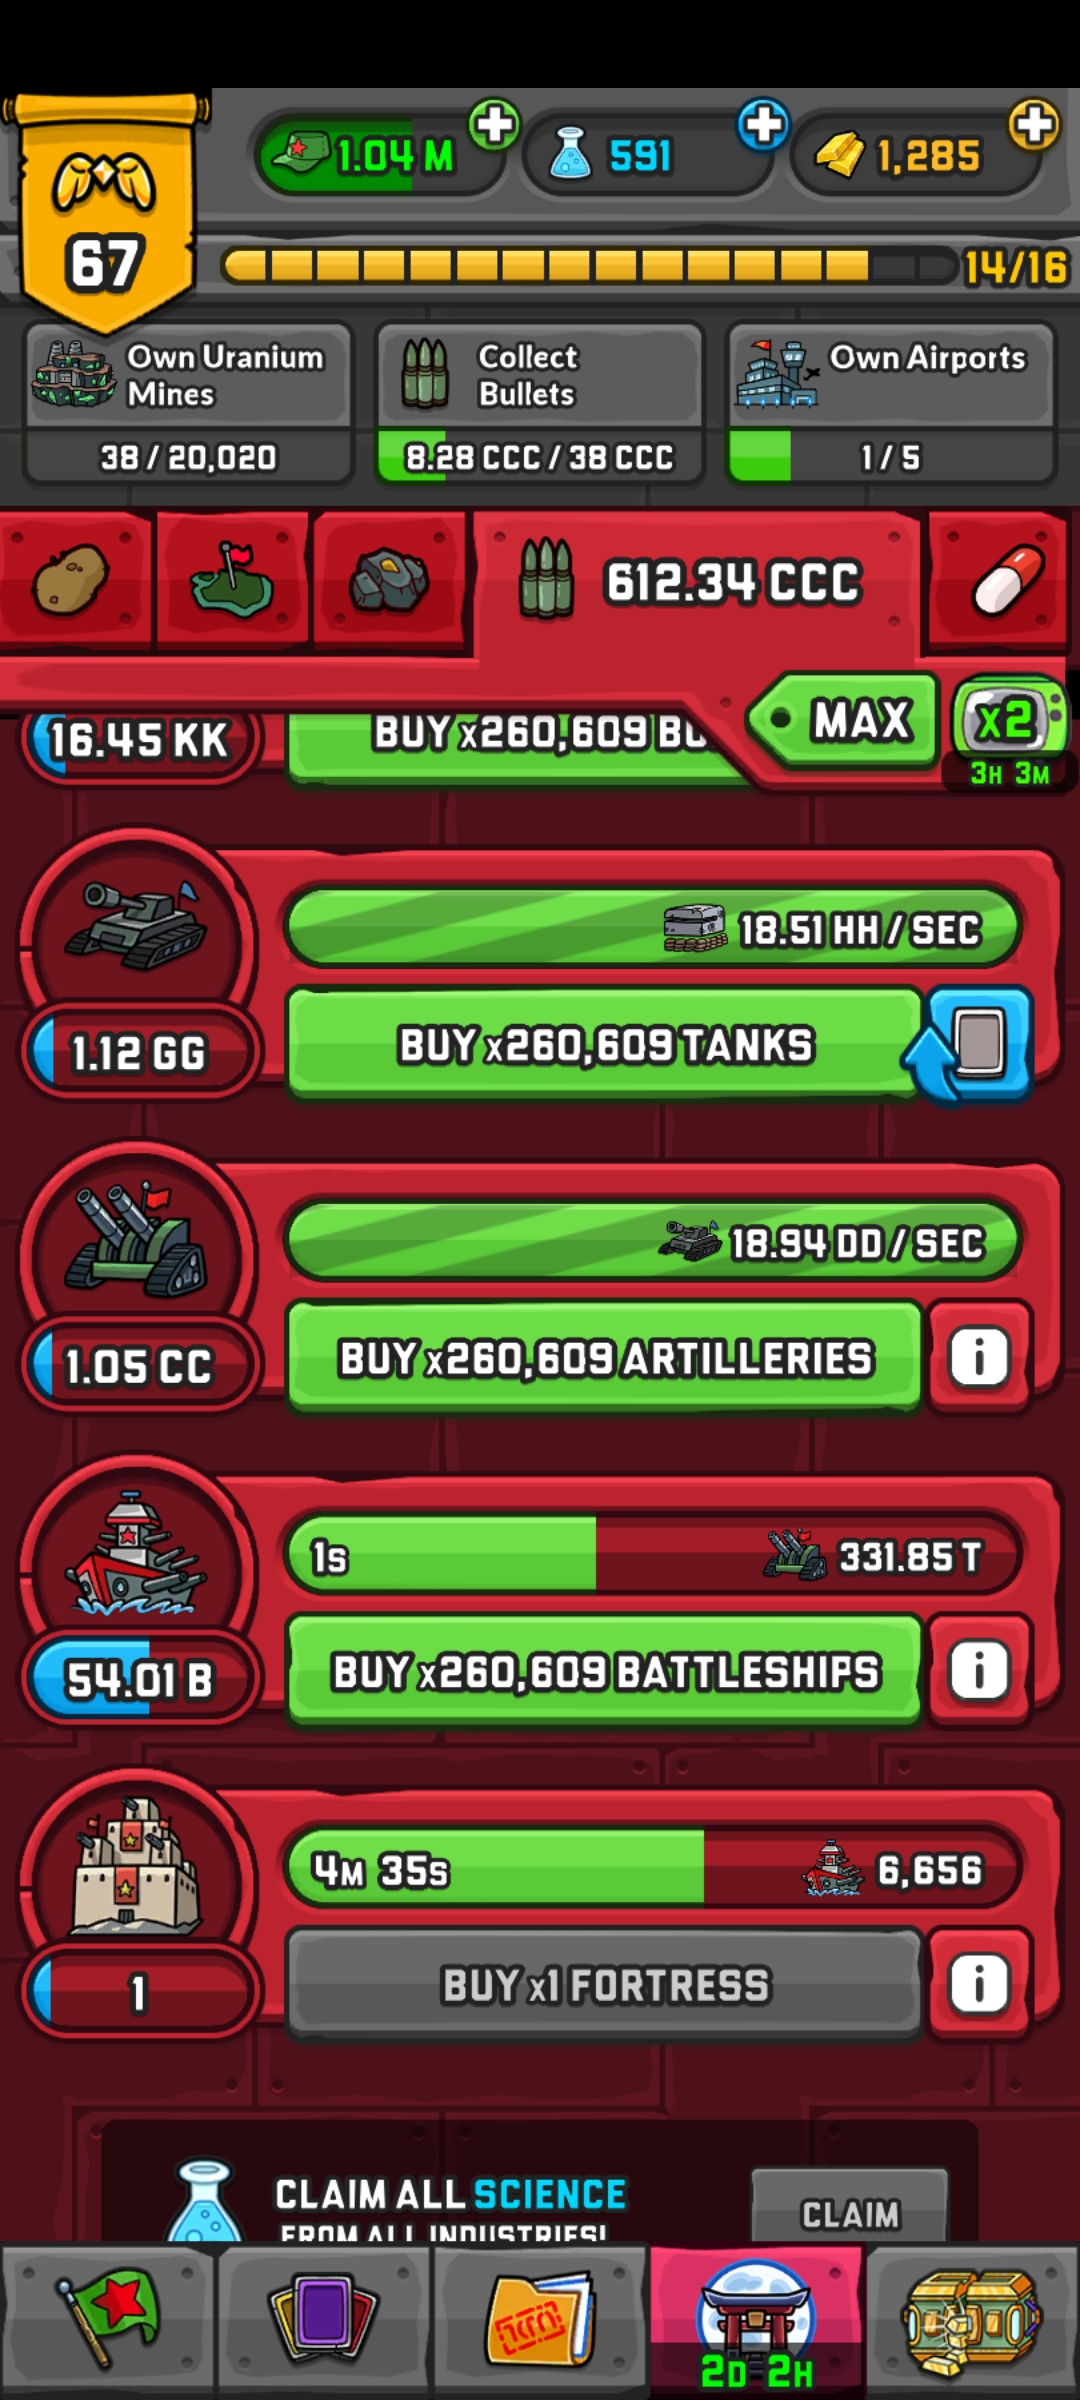 1.04 M
591
1,285
67
14/16
Own Uranium
Mines
38 / 20,020
Collect
Bullets
8.28 CCC / 38 CCC
Own Airports
1 / 5
612.34 CCC
MAX
x2
3H 3M
16.45 KK
BUY x260,609
18.51 HH / SEC
1.12 GG
BUY x260,609 TANKS
18.94 DD / SEC
1.05 CC
BUY x260,609 ARTILLERIES
i
1s
331.85 T
54.01 B
BUY x260,609 BATTLESHIPS
i
4M 35s
6,656
1
BUY x1 FORTRESS
i
CLAIM ALL SCIENCE
FROM ALL INDUSTRIES!
CLAIM
2D 2H